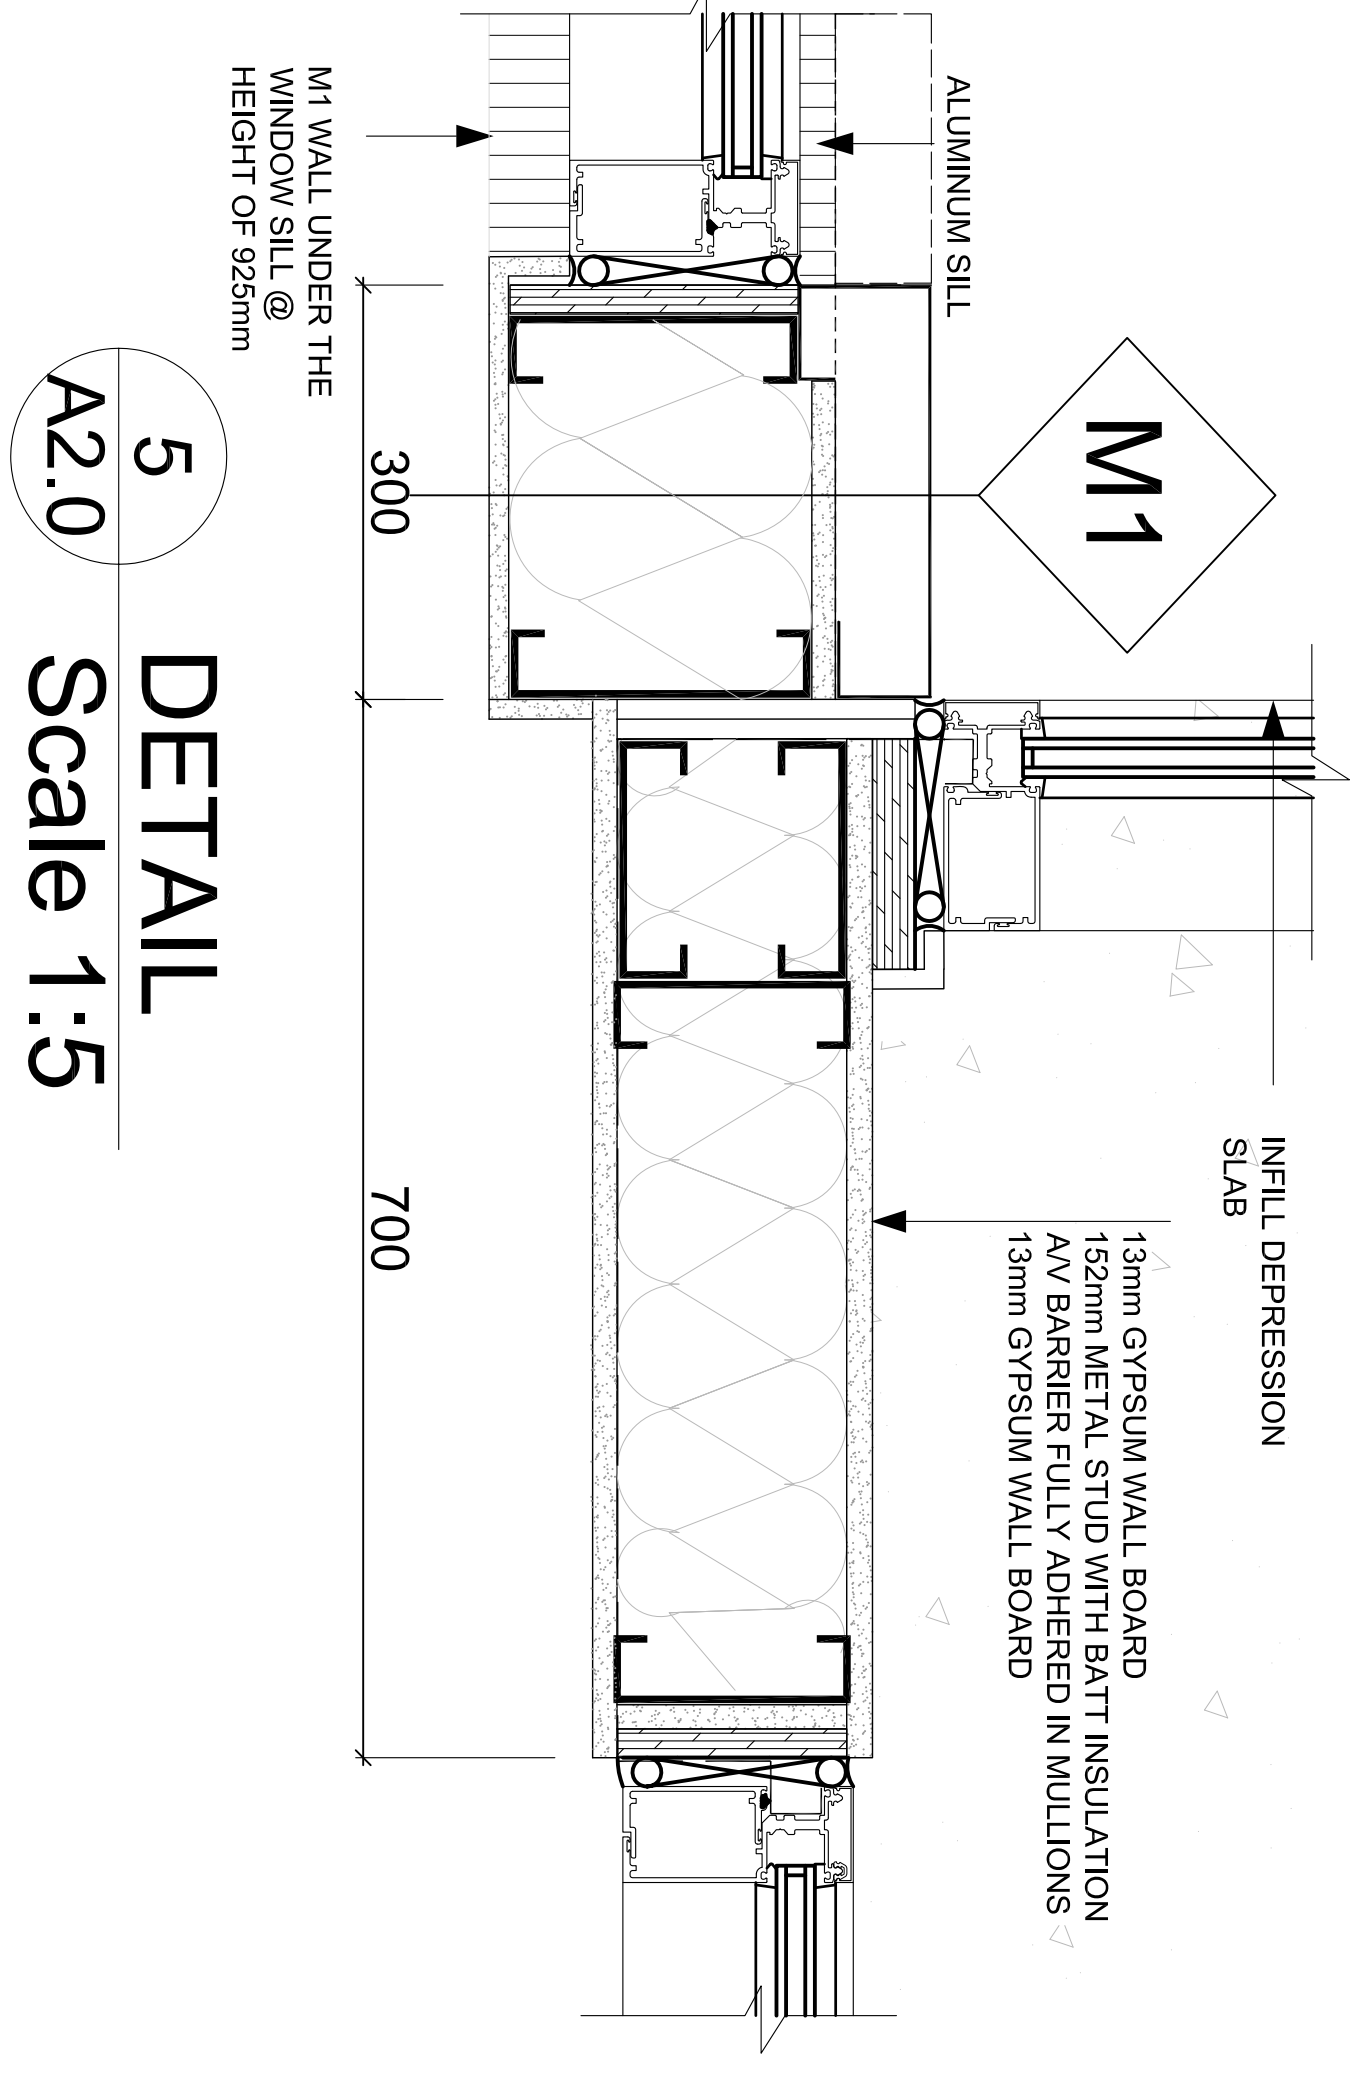 ALUMINUM SILL
M1
INFILL DEPRESSION
SLAB
13mm GYPSUM WALL BOARD
152mm METAL STUD WITH BATT INSULATION
A/V BARRIER FULLY ADHERED IN MULLIONS
13mm GYPSUM WALL BOARD
M1 WALL UNDER THE
WINDOW SILL @
HEIGHT OF 925mm
300
700
5
A2.0
DETAIL
Scale 1:5